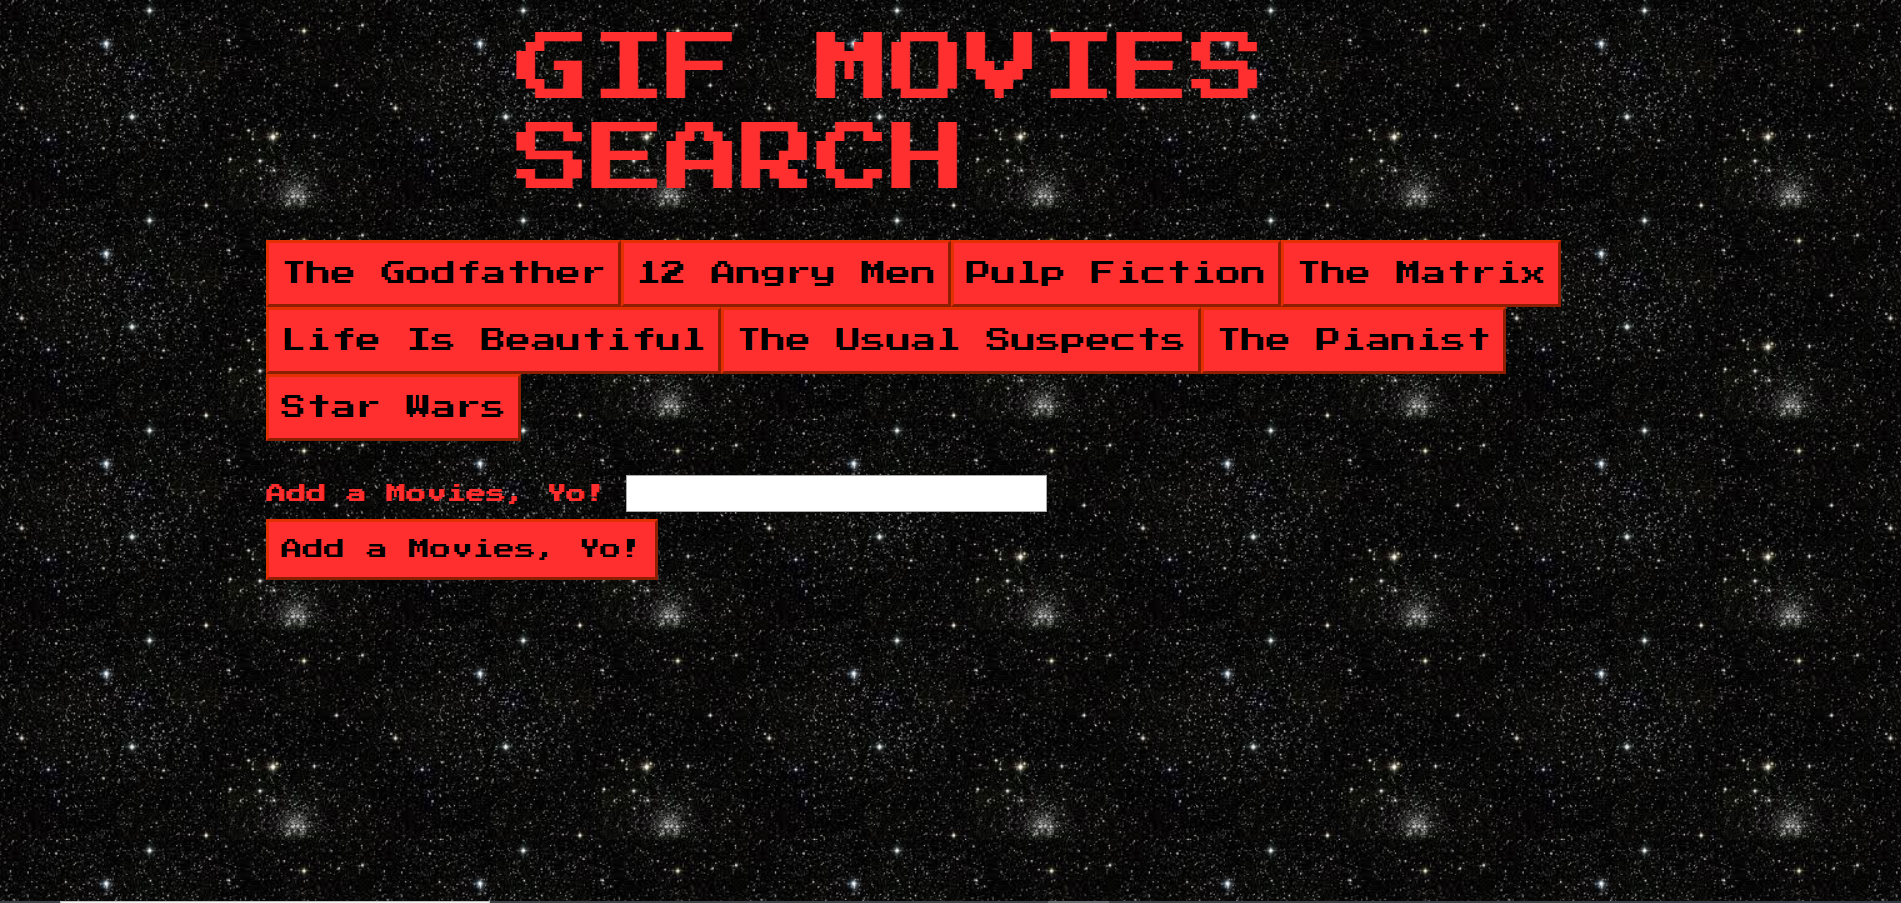 GIF MOVIES
SEARCH
The Godfather 12 Angry Men Pulp Fiction The Matrix
Life Is Beautiful The Usual Suspects The Pianist
Star Wars
Add a Movies, Yo!
Add a Movies, Yo!